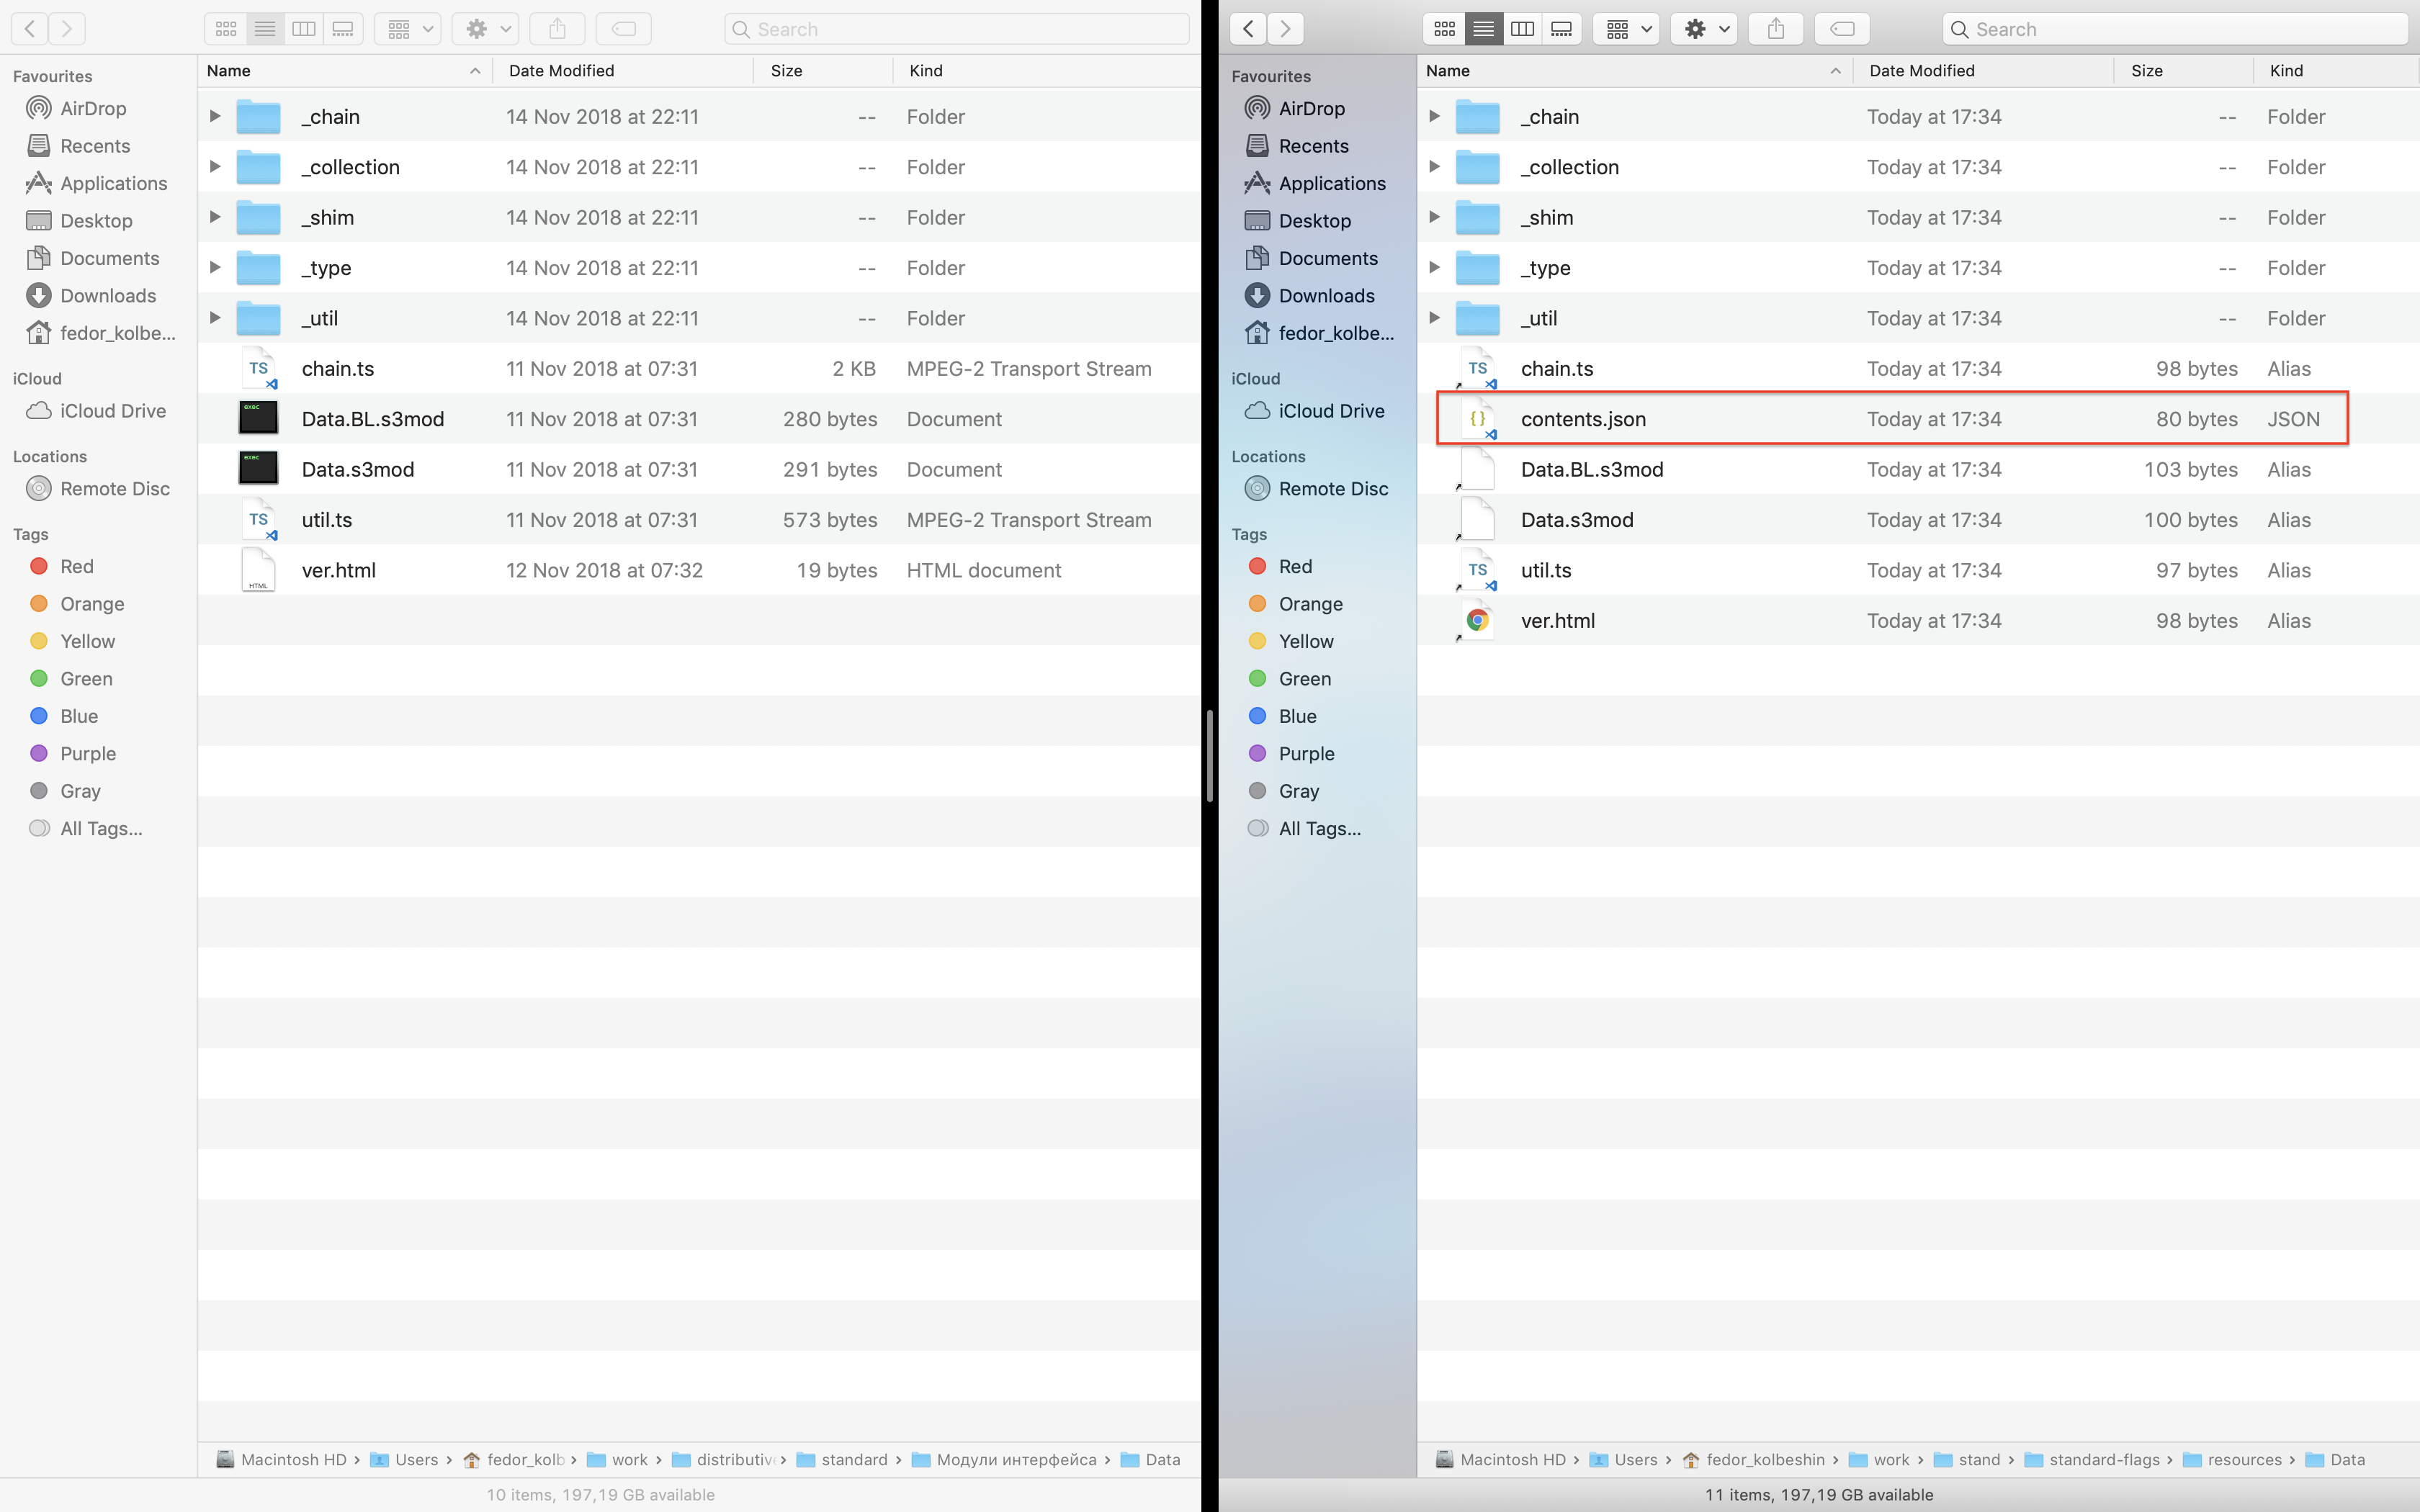 Search
Favourites
AirDrop
Recents
Applications
Desktop
Documents
Downloads
fedor_kolbe...
iCloud
iCloud Drive
Locations
Remote Disc
Tags
Red
Orange
Yellow
Green
Blue
Purple
Gray
All Tags...
Name Date Modified Size Kind
_chain 14 Nov 2018 at 22:11 -- Folder
_collection 14 Nov 2018 at 22:11 -- Folder
_shim 14 Nov 2018 at 22:11 -- Folder
_type 14 Nov 2018 at 22:11 -- Folder
_util 14 Nov 2018 at 22:11 -- Folder
TS chain.ts 11 Nov 2018 at 07:31 2 KB MPEG-2 Transport Stream
exec Data.BL.s3mod 11 Nov 2018 at 07:31 280 bytes Document
exec Data.s3mod 11 Nov 2018 at 07:31 291 bytes Document
TS util.ts 11 Nov 2018 at 07:31 573 bytes MPEG-2 Transport Stream
HTML ver.html 12 Nov 2018 at 07:32 19 bytes HTML document
Macintosh HD › Users › fedor_kolb › work › distributive › standard › Модули интерфейса › Data
10 items, 197,19 GB available
Search
Favourites
AirDrop
Recents
Applications
Desktop
Documents
Downloads
fedor_kolbe...
iCloud
iCloud Drive
Locations
Remote Disc
Tags
Red
Orange
Yellow
Green
Blue
Purple
Gray
All Tags...
Name Date Modified Size Kind
_chain Today at 17:34 -- Folder
_collection Today at 17:34 -- Folder
_shim Today at 17:34 -- Folder
_type Today at 17:34 -- Folder
_util Today at 17:34 -- Folder
TS chain.ts Today at 17:34 98 bytes Alias
{} contents.json Today at 17:34 80 bytes JSON
Data.BL.s3mod Today at 17:34 103 bytes Alias
Data.s3mod Today at 17:34 100 bytes Alias
TS util.ts Today at 17:34 97 bytes Alias
ver.html Today at 17:34 98 bytes Alias
Macintosh HD › Users › fedor_kolbeshin › work › stand › standard-flags › resources › Data
11 items, 197,19 GB available